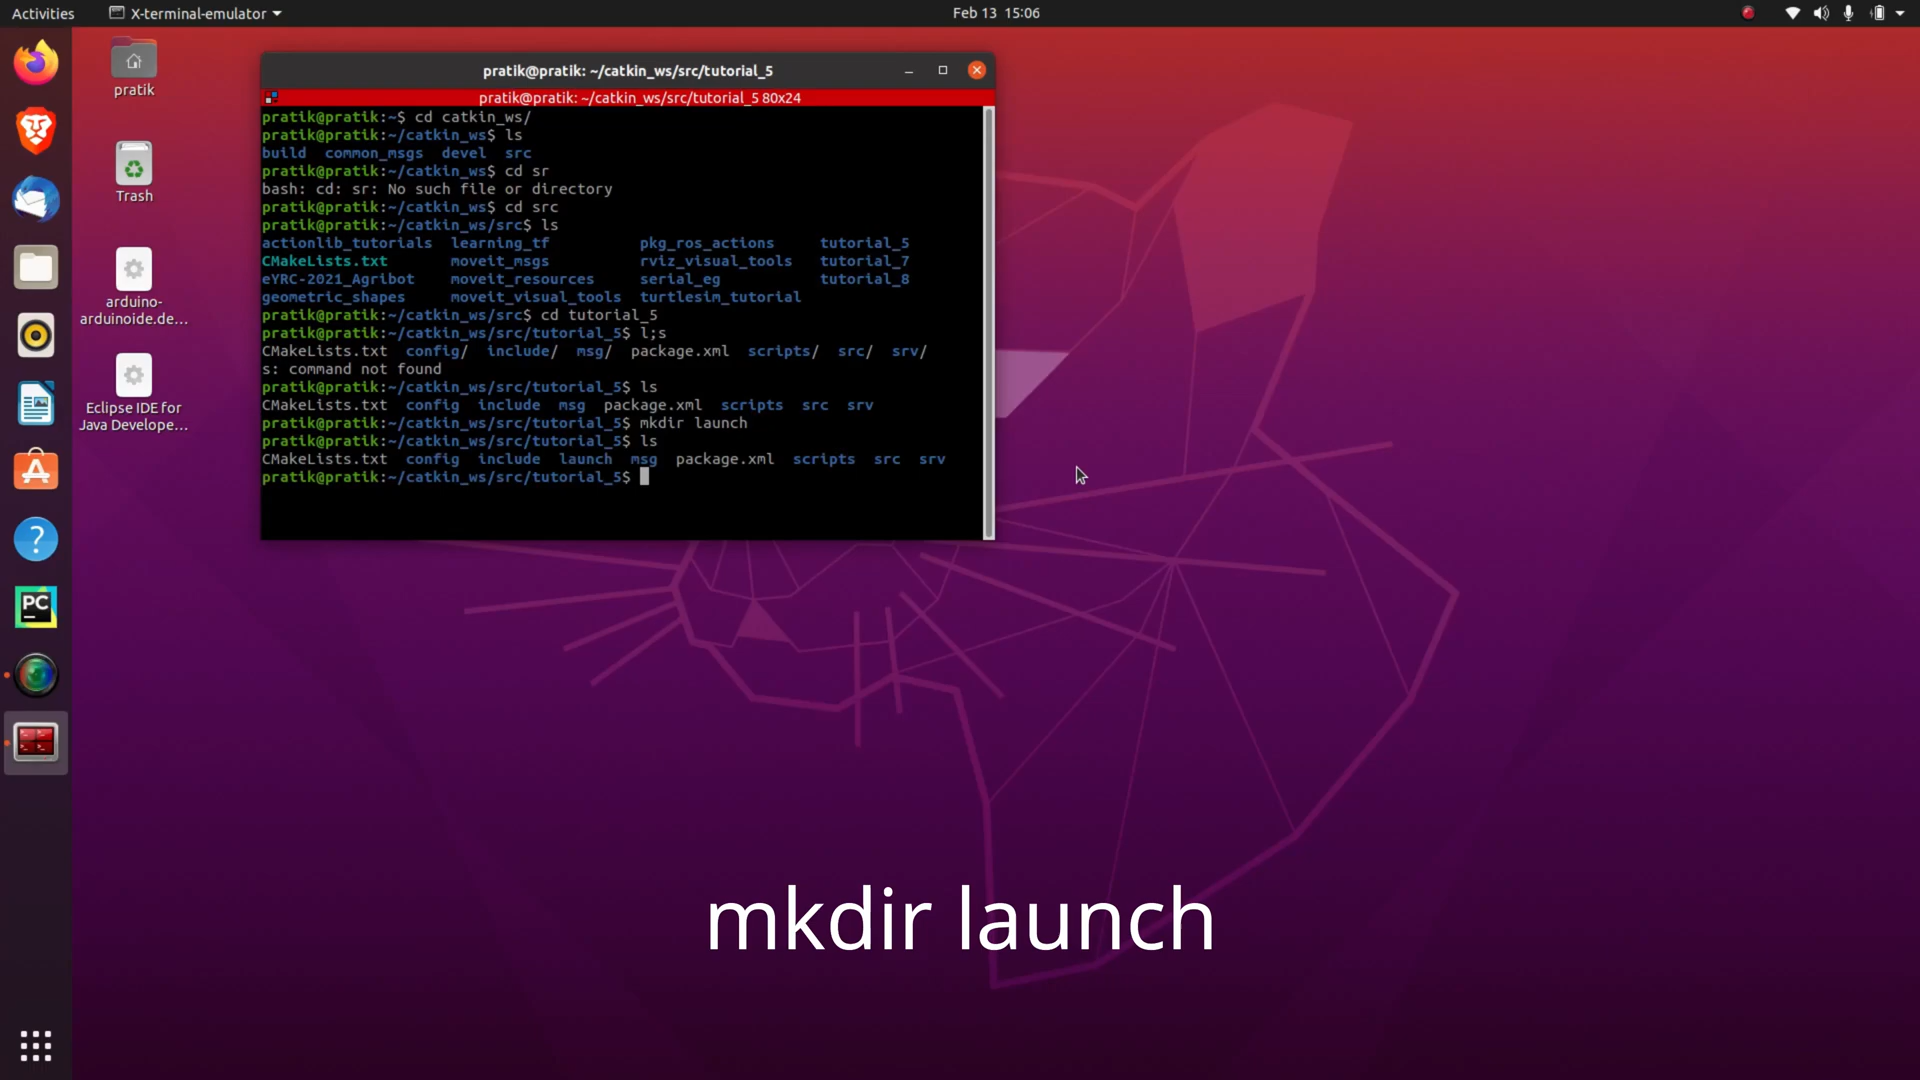 Activities
X-terminal-emulator
Feb 13 15:06
pratik
Trash
arduino-
arduinoide.de...
Eclipse IDE for
Java Develope...
pratik@pratik: ~/catkin_ws/src/tutorial_5
pratik@pratik: ~/catkin_ws/src/tutorial_5 80x24
pratik@pratik:~$ cd catkin_ws/
pratik@pratik:~/catkin_ws$ ls
build common_msgs devel src
pratik@pratik:~/catkin_ws$ cd sr
bash: cd: sr: No such file or directory
pratik@pratik:~/catkin_ws$ cd src
pratik@pratik:~/catkin_ws/src$ ls
actionlib_tutorials learning_tf pkg_ros_actions tutorial_5
CMakeLists.txt moveit_msgs rviz_visual_tools tutorial_7
eYRC-2021_Agribot moveit_resources serial_eg tutorial_8
geometric_shapes moveit_visual_tools turtlesim_tutorial
pratik@pratik:~/catkin_ws/src$ cd tutorial_5
pratik@pratik:~/catkin_ws/src/tutorial_5$ l;s
CMakeLists.txt config/ include/ msg/ package.xml scripts/ src/ srv/
s: command not found
pratik@pratik:~/catkin_ws/src/tutorial_5$ ls
CMakeLists.txt config include msg package.xml scripts src srv
pratik@pratik:~/catkin_ws/src/tutorial_5$ mkdir launch
pratik@pratik:~/catkin_ws/src/tutorial_5$ ls
CMakeLists.txt config include launch msg package.xml scripts src srv
pratik@pratik:~/catkin_ws/src/tutorial_5$
PC
mkdir launch